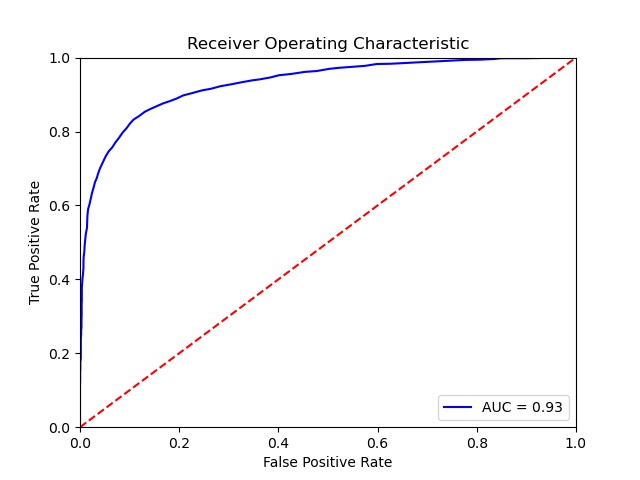 Receiver Operating Characteristic
1.0
0.8
0.6
0.4
0.2
0.0
True Positive Rate
AUC = 0.93
0.0 0.2 0.4 0.6 0.8 1.0
False Positive Rate